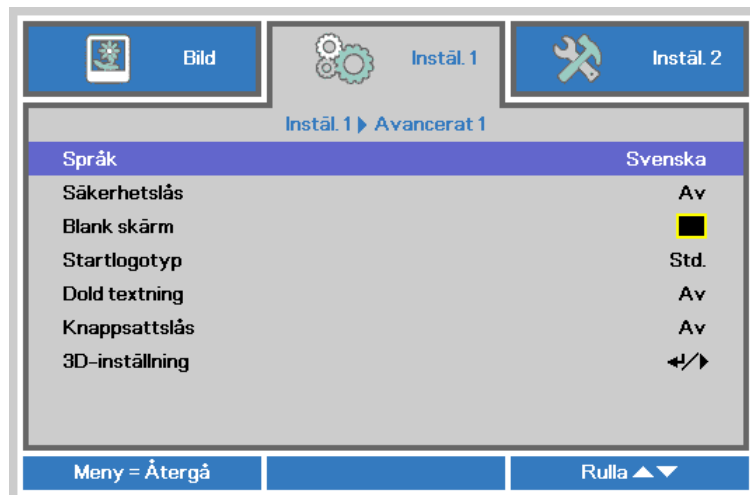 Bild
Instäl. 1
Instäl. 2
Instäl. 1 ▶ Avancerat 1
Språk Svenska
Säkerhetslås Av
Blank skärm
Startlogotyp Std.
Dold textning Av
Knappsattslås Av
3D-inställning ↵/▶
Meny = Återgå
Rulla ▲▼